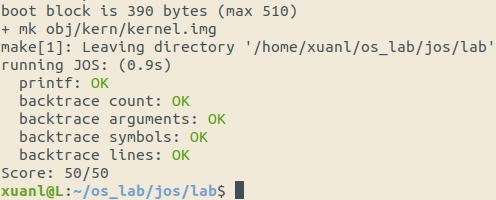 boot block is 390 bytes (max 510)
+ mk obj/kern/kernel.img
make[1]: Leaving directory '/home/xuanl/os_lab/jos/lab'
running JOS: (0.9s)
  printf: OK
  backtrace count: OK
  backtrace arguments: OK
  backtrace symbols: OK
  backtrace lines: OK
Score: 50/50
xuanl@L:~/os_lab/jos/lab$